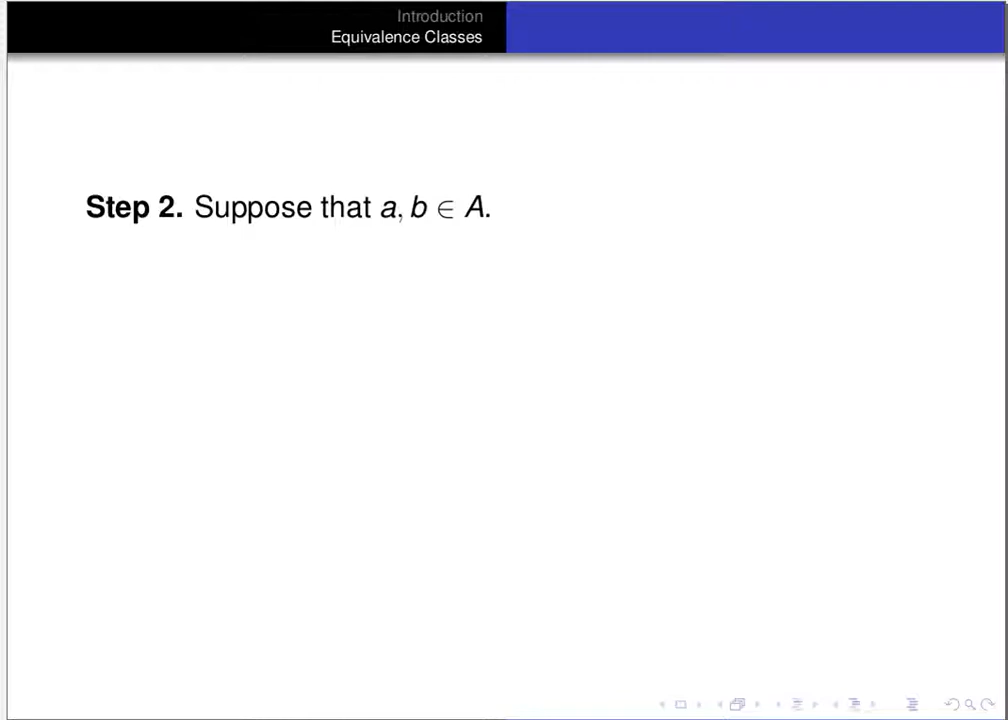 Introduction
Equivalence Classes
Step 2. Suppose that a, b ∈ A.